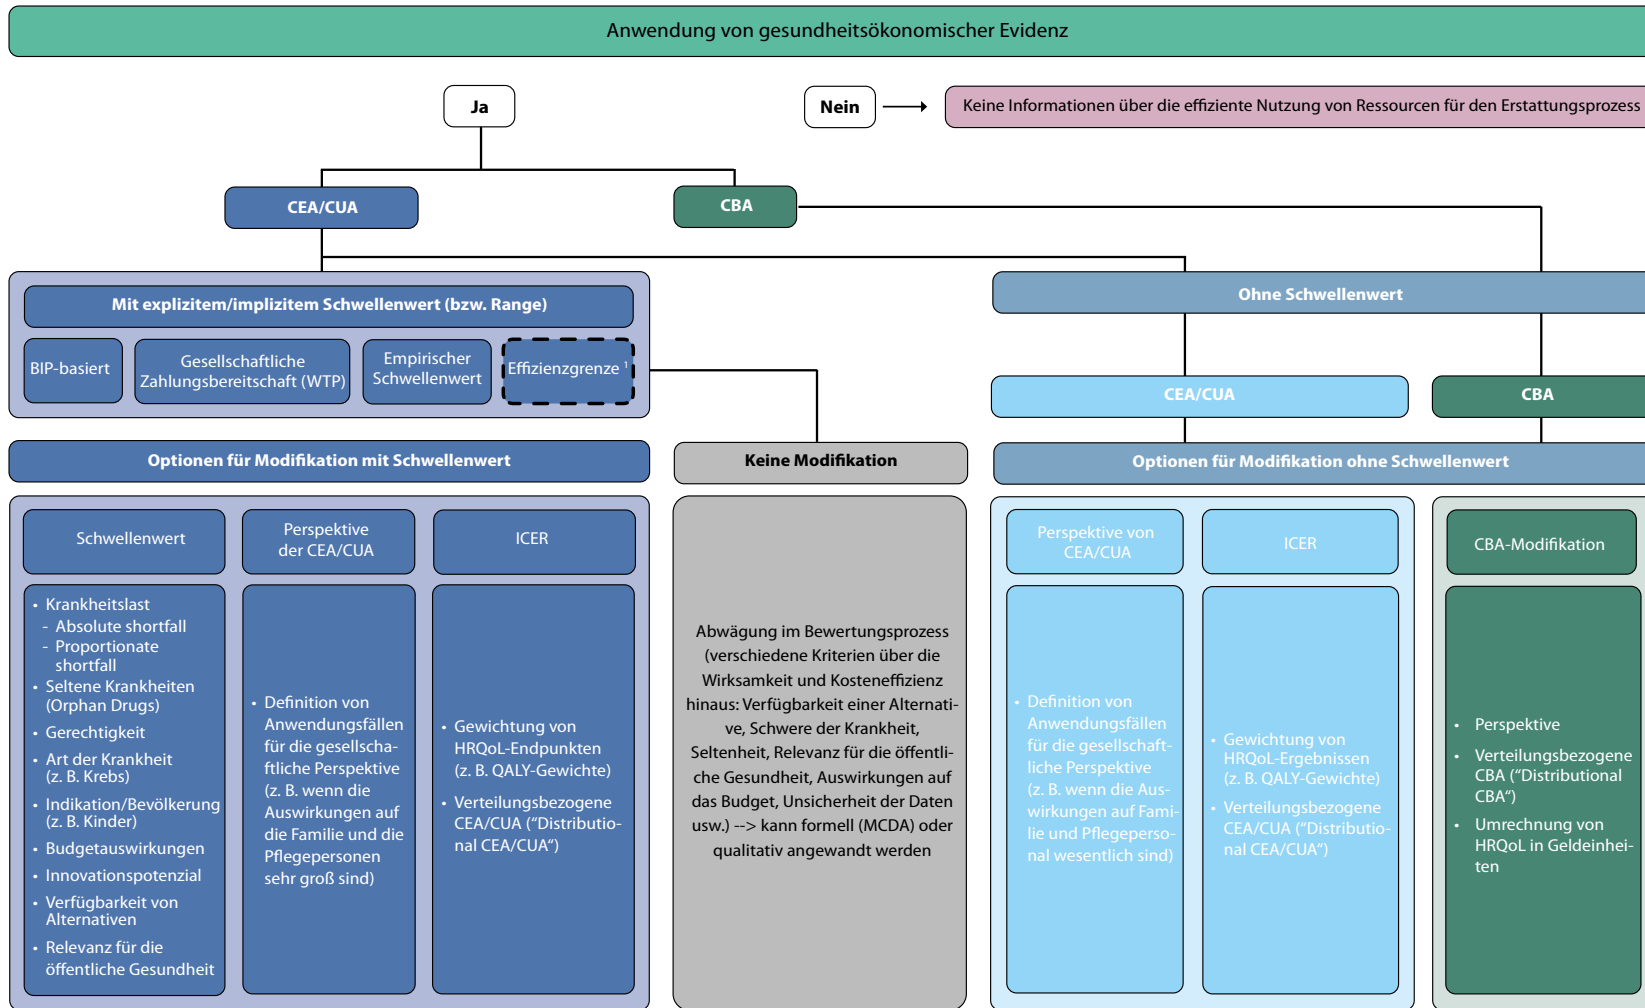 Anwendung von gesundheitsökonomischer Evidenz
Ja
Nein
Keine Informationen über die effiziente Nutzung von Ressourcen für den Erstattungsprozess
CEA/CUA
CBA
Mit explizitem/implizitem Schwellenwert (bzw. Range)
BIP-basiert
Gesellschaftliche
Zahlungsbereitschaft (WTP)
Empirischer
Schwellenwert
Effizienzgrenze ¹
Ohne Schwellenwert
CEA/CUA
CBA
Optionen für Modifikation mit Schwellenwert
Keine Modifikation
Optionen für Modifikation ohne Schwellenwert
Schwellenwert
• Krankheitslast
- Absolute shortfall
- Proportionate
shortfall
• Seltene Krankheiten
(Orphan Drugs)
• Gerechtigkeit
• Art der Krankheit
(z. B. Krebs)
• Indikation/Bevölkerung
(z. B. Kinder)
• Budgetauswirkungen
• Innovationspotenzial
• Verfügbarkeit von
Alternativen
• Relevanz für die
öffentliche Gesundheit
Perspektive
der CEA/CUA
• Definition von
Anwendungsfällen
für die gesellscha-
ftliche Perspektive
(z. B. wenn die
Auswirkungen auf
die Familie und die
Pflegepersonen
sehr groß sind)
ICER
• Gewichtung von
HRQoL-Endpunkten
(z. B. QALY-Gewichte)
• Verteilungsbezogene
CEA/CUA (“Distributio-
nal CEA/CUA“)
Abwägung im Bewertungsprozess
(verschiedene Kriterien über die
Wirksamkeit und Kosteneffizienz
hinaus: Verfügbarkeit einer Alternati-
ve, Schwere der Krankheit,
Seltenheit, Relevanz für die öffentli-
che Gesundheit, Auswirkungen auf
das Budget, Unsicherheit der Daten
usw.) --> kann formell (MCDA) oder
qualitativ angewandt werden
Perspektive von
CEA/CUA
• Definition von
Anwendungsfällen
für die gesellschaft-
liche Perspektive
(z. B. wenn die Aus-
wirkungen auf Fami-
lie und Pflegeperso-
nal wesentlich sind)
ICER
• Gewichtung von
HRQoL-Ergebnissen
(z. B. QALY-Gewichte)
• Verteilungsbezogene
CEA/CUA (“Distributio-
nal CEA/CUA“)
CBA-Modifikation
• Perspektive
• Verteilungsbezogene
CBA (“Distributional
CBA“)
• Umrechnung von
HRQoL in Geldeinhei-
ten